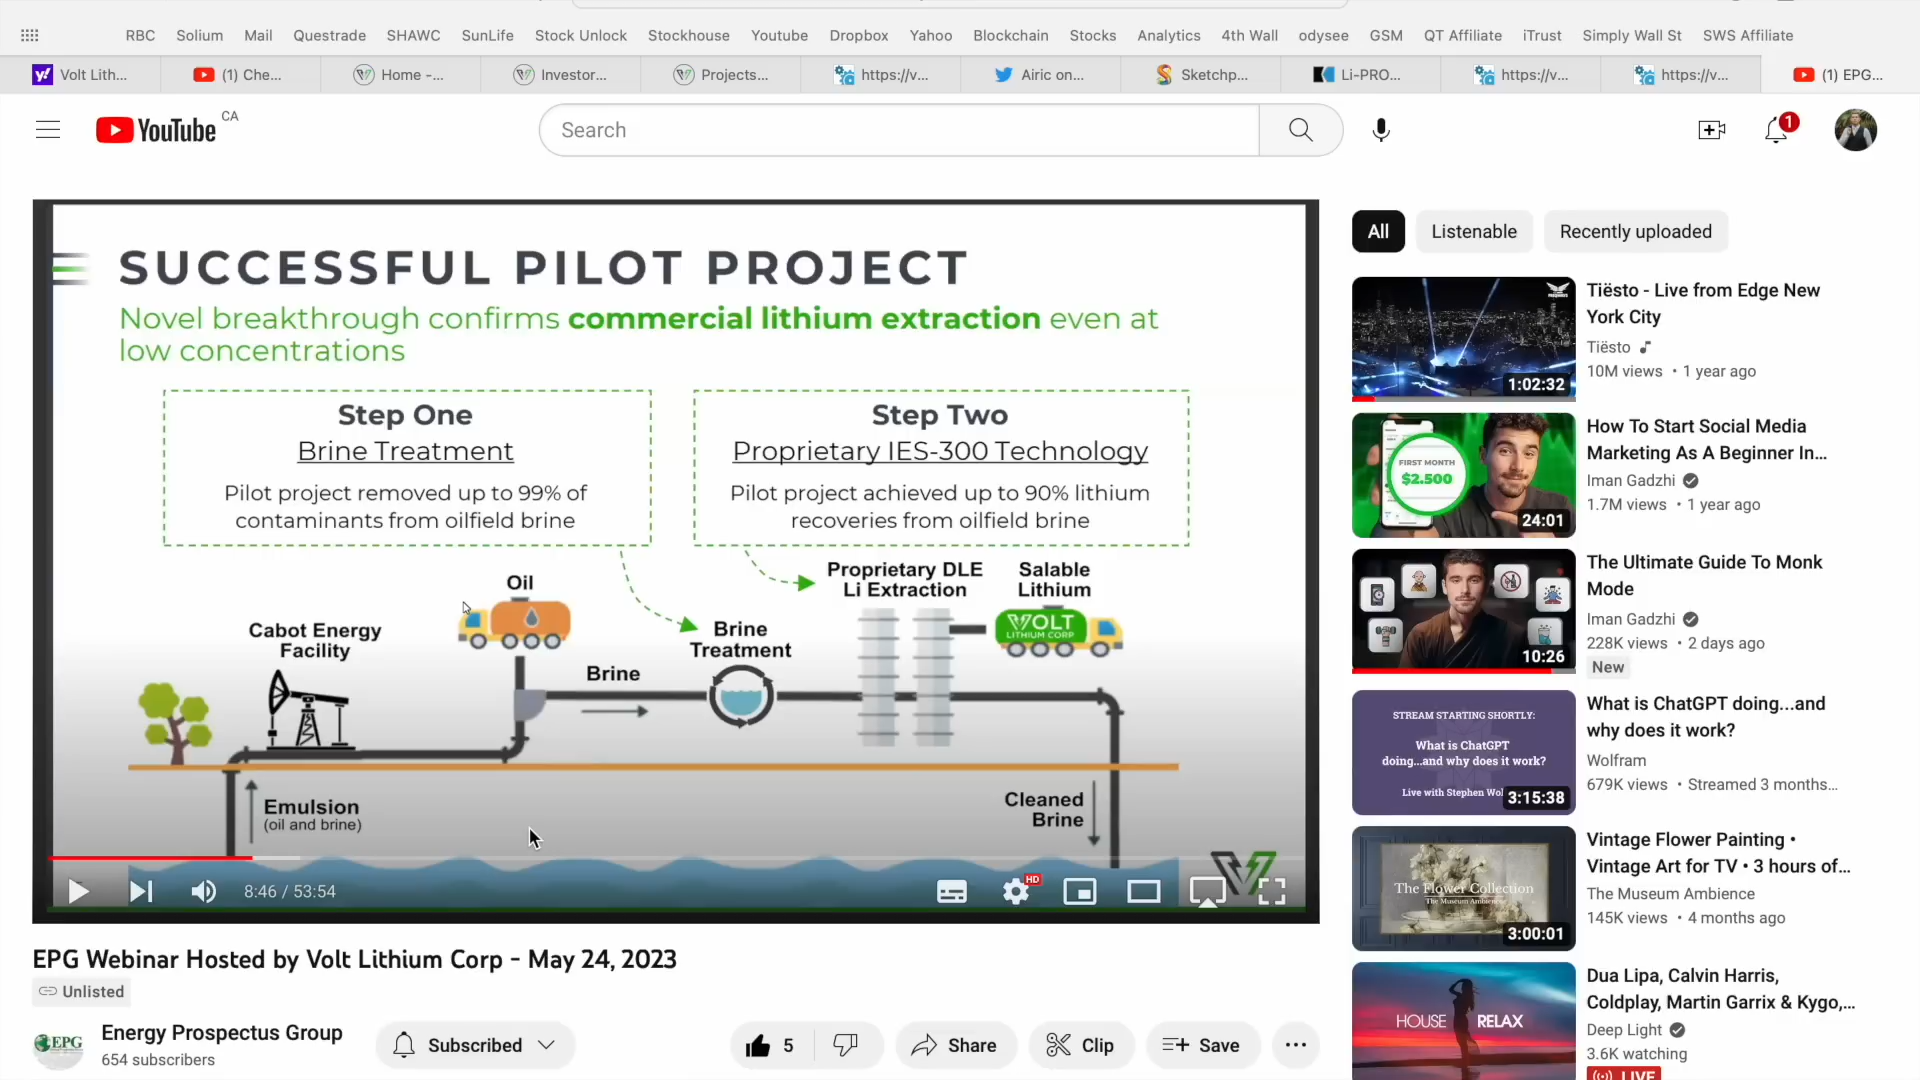 RBC Solium Mail Questrade SHAWC SunLife Stock Unlock Stockhouse Youtube Dropbox Yahoo Blockchain Stocks Analytics 4th Wall odysee GSM QT Affiliate iTrust Simply Wall St SWS Affiliate
Volt Lith... (1) Che... Home -... Investor... Projects... https://v... Airic on... Sketchp... Li-PRO... https://v... https://v... (1) EPG...
YouTube CA
Search
1
SUCCESSFUL PILOT PROJECT
Novel breakthrough confirms commercial lithium extraction even at
low concentrations
Step One
Brine Treatment
Pilot project removed up to 99% of
contaminants from oilfield brine
Step Two
Proprietary IES-300 Technology
Pilot project achieved up to 90% lithium
recoveries from oilfield brine
Oil
Proprietary DLE
Li Extraction
Salable
Lithium
VOLT
LITHIUM CORP
Cabot Energy
Facility
Brine
Treatment
Brine
Emulsion
(oil and brine)
Cleaned
Brine
8:46 / 53:54
HD
EPG Webinar Hosted by Volt Lithium Corp - May 24, 2023
Unlisted
EPG
Energy Prospectus Group
654 subscribers
Subscribed
5
Share
Clip
Save
All
Listenable
Recently uploaded
1:02:32
Tiësto - Live from Edge New
York City
Tiësto
10M views • 1 year ago
FIRST MONTH
$2.500
24:01
How To Start Social Media
Marketing As A Beginner In...
Iman Gadzhi
1.7M views • 1 year ago
10:26
The Ultimate Guide To Monk
Mode
Iman Gadzhi
228K views • 2 days ago
New
STREAM STARTING SHORTLY:
What is ChatGPT
doing...and why does it work?
Live with Stephen Wol
3:15:38
What is ChatGPT doing...and
why does it work?
Wolfram
679K views • Streamed 3 months...
The Flower Collection
The Museum Ambience
3:00:01
Vintage Flower Painting •
Vintage Art for TV • 3 hours of...
The Museum Ambience
145K views • 4 months ago
HOUSE RELAX
Dua Lipa, Calvin Harris,
Coldplay, Martin Garrix & Kygo,...
Deep Light
3.6K watching
LIVE